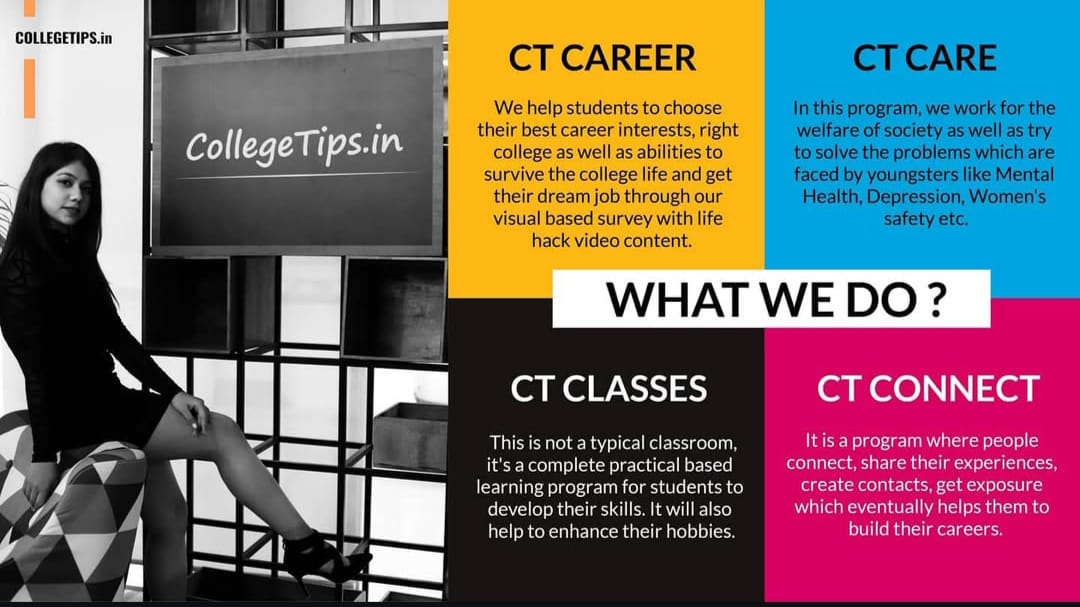 COLLEGETIPS.in
CollegeTips.in
CT CAREER
We help students to choose
their best career interests, right
college as well as abilities to
survive the college life and get
their dream job through our
visual based survey with life
hack video content.
CT CARE
In this program, we work for the
welfare of society as well as try
to solve the problems which are
faced by youngsters like Mental
Health, Depression, Women's
safety etc.
WHAT WE DO ?
CT CLASSES
This is not a typical classroom,
it's a complete practical based
learning program for students to
develop their skills. It will also
help to enhance their hobbies.
CT CONNECT
It is a program where people
connect, share their experiences,
create contacts, get exposure
which eventually helps them to
build their careers.